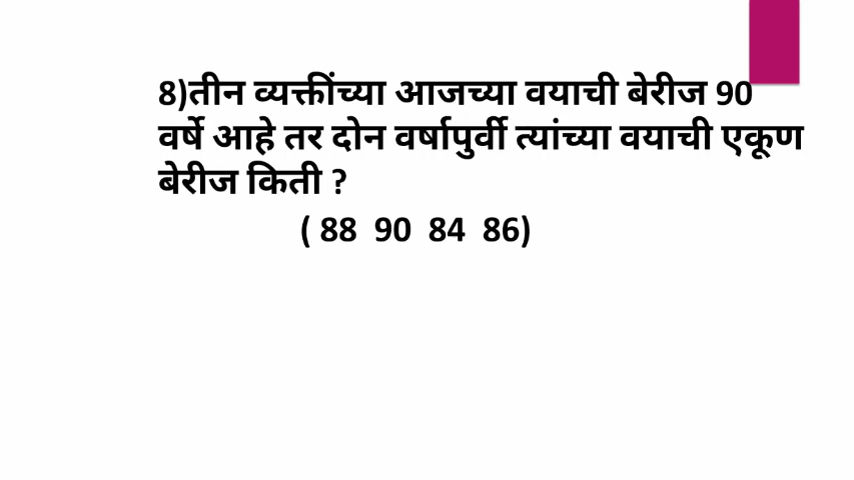 8)तीन व्यक्तींच्या आजच्या वयाची बेरीज 90
वर्षे आहे तर दोन वर्षापुर्वी त्यांच्या वयाची एकूण
बेरीज किती ?
( 88 90 84 86)